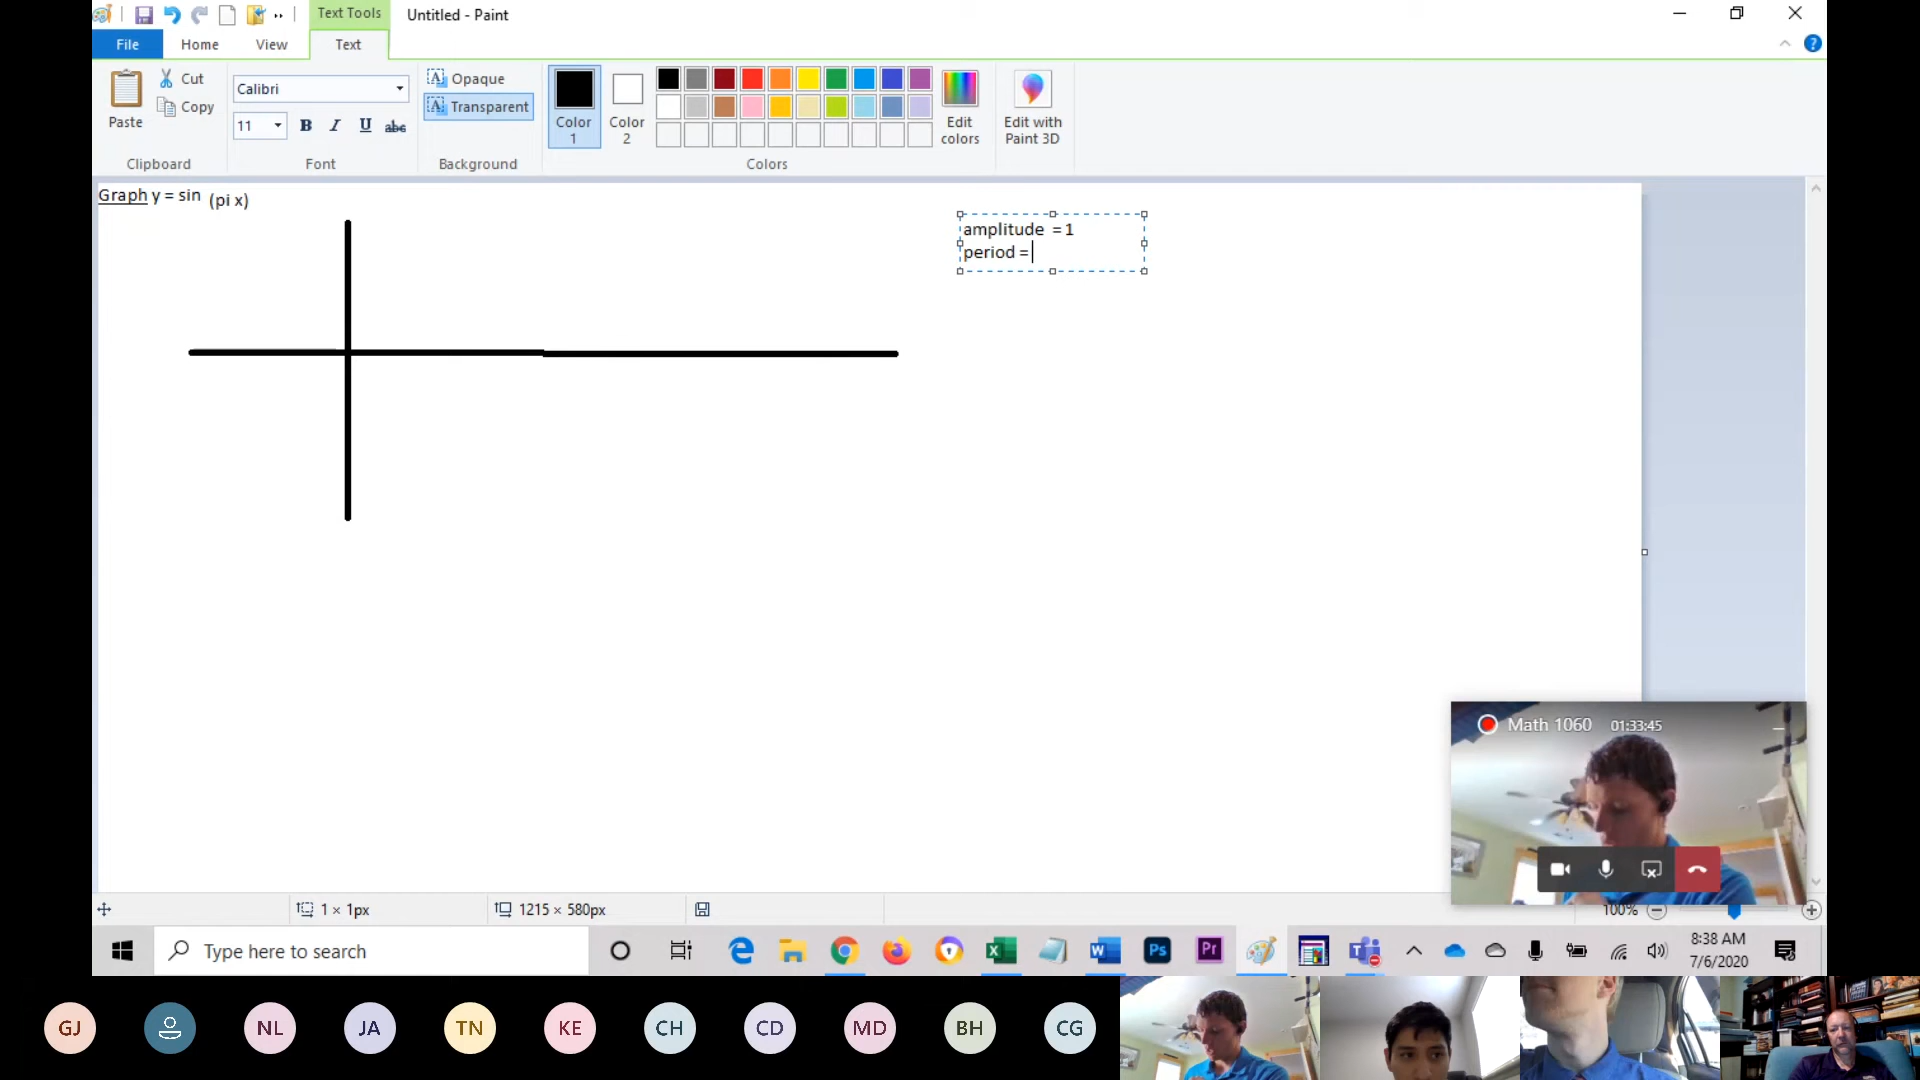 Text Tools
Untitled - Paint
File
Home
View
Text
Paste
Cut
Copy
Clipboard
Calibri
11
B I U abc
Font
Opaque
Transparent
Background
Color 1
Color 2
Edit colors
Colors
Edit with Paint 3D
Graph y = sin (pi x)
amplitude = 1
period =
Math 1060 01:33:45
1 × 1px
1215 × 580px
100%
Type here to search
Ps
Pr
8:38 AM
7/6/2020
GJ NL JA TN KE CH CD MD BH CG